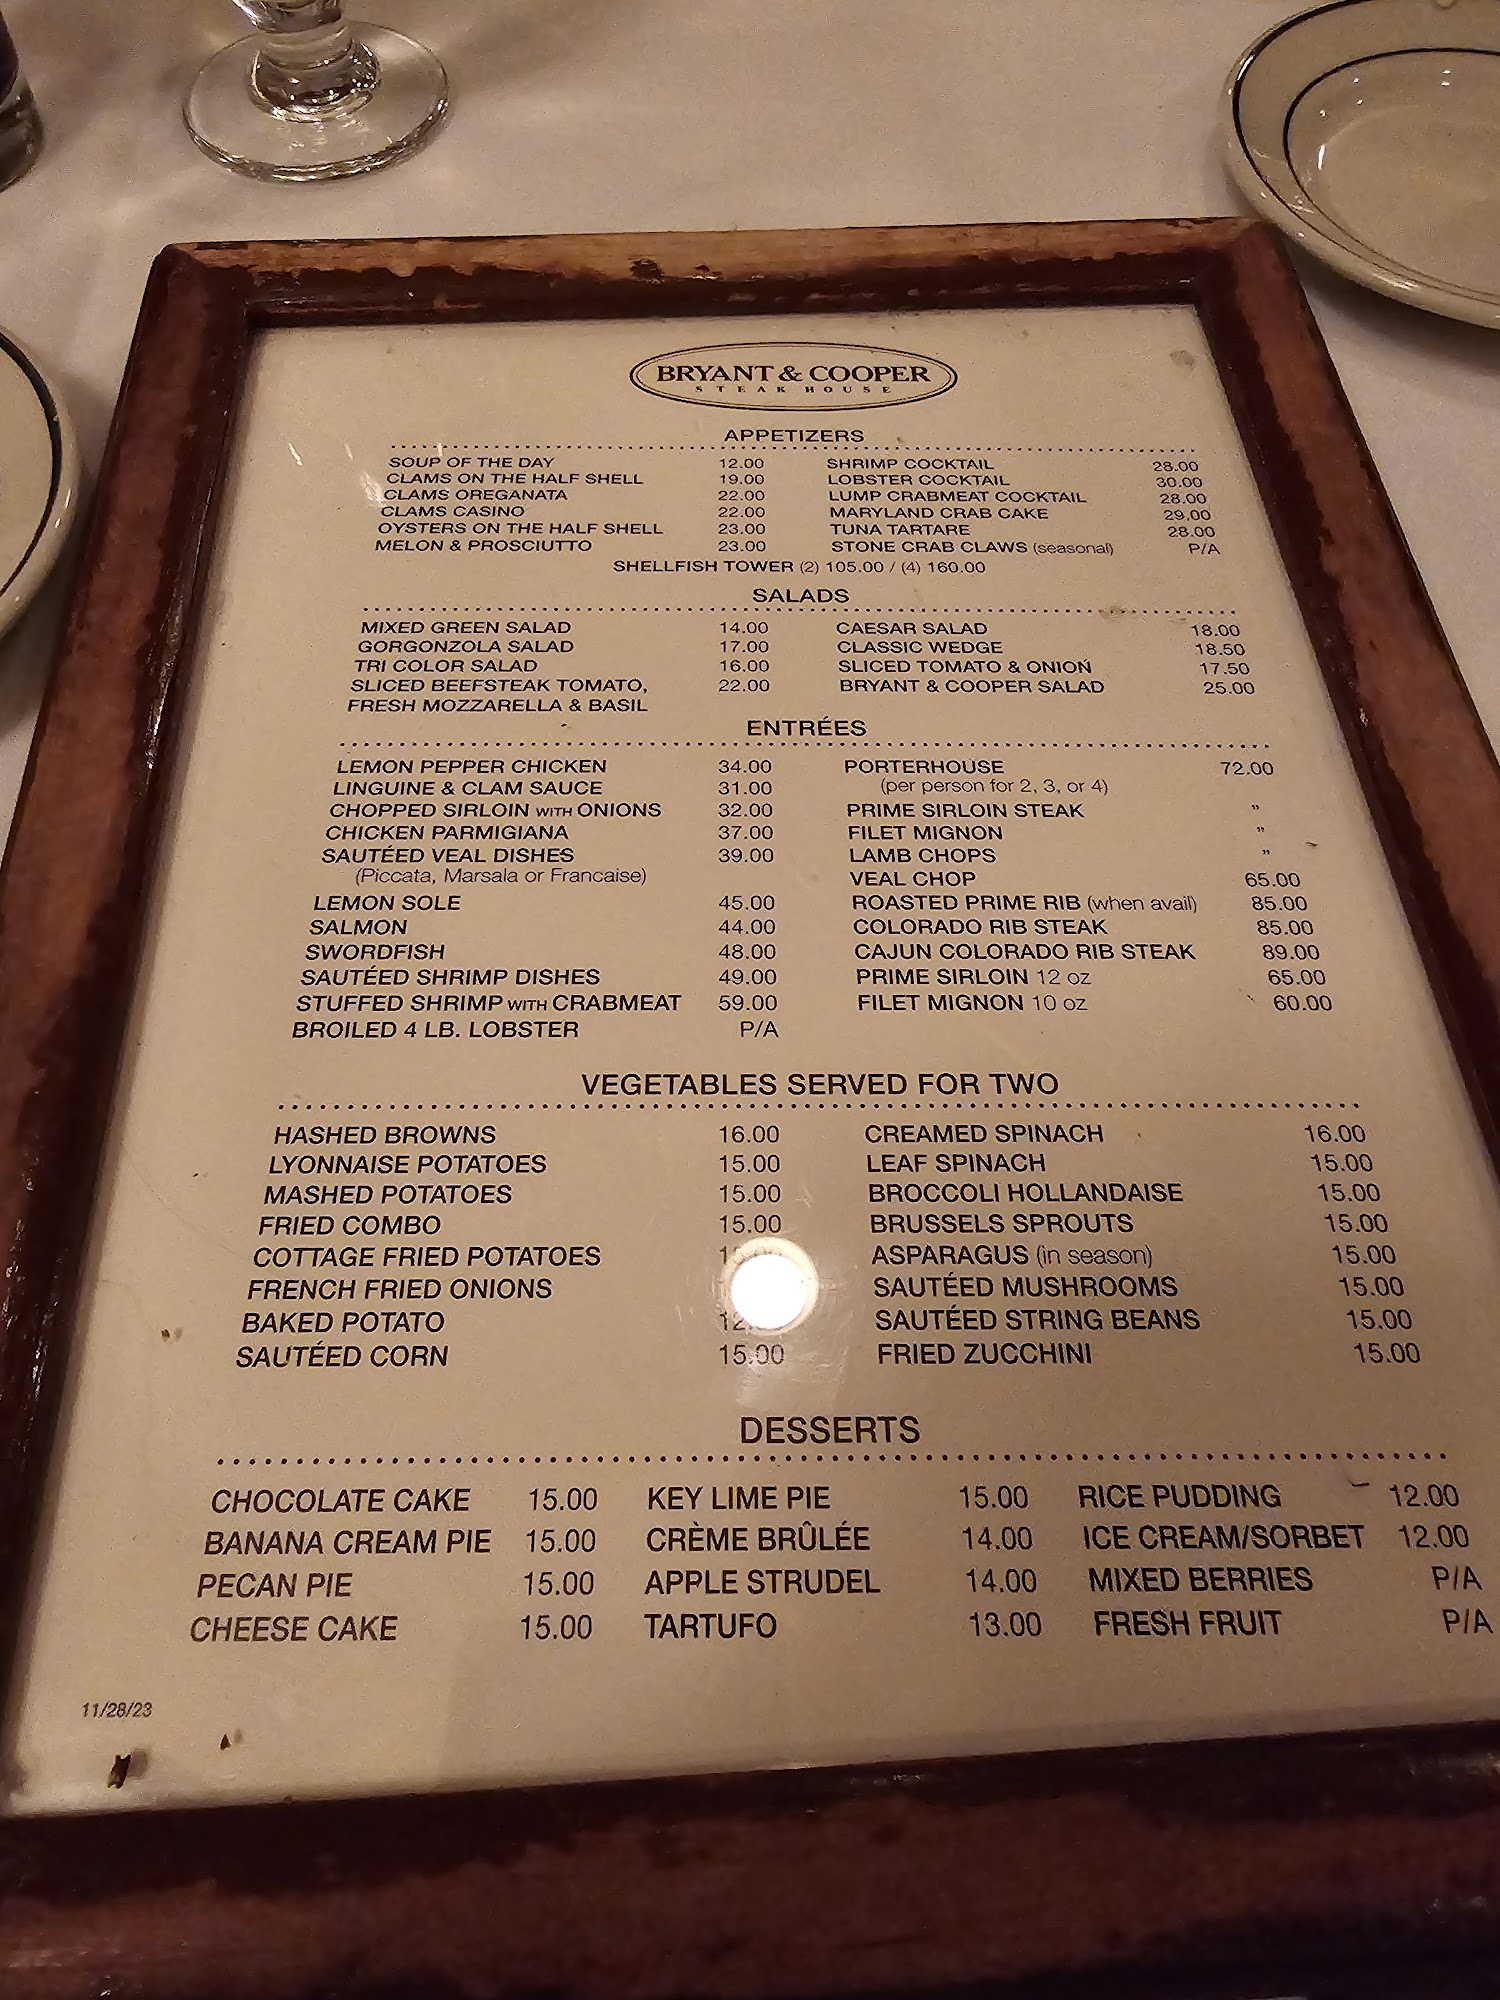 BRYANT & COOPER
STEAK HOUSE
APPETIZERS
SOUP OF THE DAY 12.00 SHRIMP COCKTAIL 28.00
CLAMS ON THE HALF SHELL 19.00 LOBSTER COCKTAIL 30.00
CLAMS OREGANATA 22.00 LUMP CRABMEAT COCKTAIL 28.00
CLAMS CASINO 22.00 MARYLAND CRAB CAKE 29.00
OYSTERS ON THE HALF SHELL 23.00 TUNA TARTARE 28.00
MELON & PROSCIUTTO 23.00 STONE CRAB CLAWS (seasonal) P/A
SHELLFISH TOWER (2) 105.00 / (4) 160.00
SALADS
MIXED GREEN SALAD 14.00 CAESAR SALAD 18.00
GORGONZOLA SALAD 17.00 CLASSIC WEDGE 18.50
TRI COLOR SALAD 16.00 SLICED TOMATO & ONION 17.50
SLICED BEEFSTEAK TOMATO, 22.00 BRYANT & COOPER SALAD 25.00
FRESH MOZZARELLA & BASIL
ENTRÉES
LEMON PEPPER CHICKEN 34.00 PORTERHOUSE 72.00
LINGUINE & CLAM SAUCE 31.00 (per person for 2, 3, or 4)
CHOPPED SIRLOIN WITH ONIONS 32.00 PRIME SIRLOIN STEAK "
CHICKEN PARMIGIANA 37.00 FILET MIGNON "
SAUTÉED VEAL DISHES 39.00 LAMB CHOPS "
(Piccata, Marsala or Francaise) VEAL CHOP 65.00
LEMON SOLE 45.00 ROASTED PRIME RIB (when avail) 85.00
SALMON 44.00 COLORADO RIB STEAK 85.00
SWORDFISH 48.00 CAJUN COLORADO RIB STEAK 89.00
SAUTÉED SHRIMP DISHES 49.00 PRIME SIRLOIN 12 oz 65.00
STUFFED SHRIMP WITH CRABMEAT 59.00 FILET MIGNON 10 oz 60.00
BROILED 4 LB. LOBSTER P/A
VEGETABLES SERVED FOR TWO
HASHED BROWNS 16.00 CREAMED SPINACH 16.00
LYONNAISE POTATOES 15.00 LEAF SPINACH 15.00
MASHED POTATOES 15.00 BROCCOLI HOLLANDAISE 15.00
FRIED COMBO 15.00 BRUSSELS SPROUTS 15.00
COTTAGE FRIED POTATOES ASPARAGUS (in season) 15.00
FRENCH FRIED ONIONS SAUTÉED MUSHROOMS 15.00
BAKED POTATO SAUTÉED STRING BEANS 15.00
SAUTÉED CORN 15.00 FRIED ZUCCHINI 15.00
DESSERTS
CHOCOLATE CAKE 15.00 KEY LIME PIE 15.00 RICE PUDDING 12.00
BANANA CREAM PIE 15.00 CRÈME BRÛLÉE 14.00 ICE CREAM/SORBET 12.00
PECAN PIE 15.00 APPLE STRUDEL 14.00 MIXED BERRIES P/A
CHEESE CAKE 15.00 TARTUFO 13.00 FRESH FRUIT P/A
11/28/23